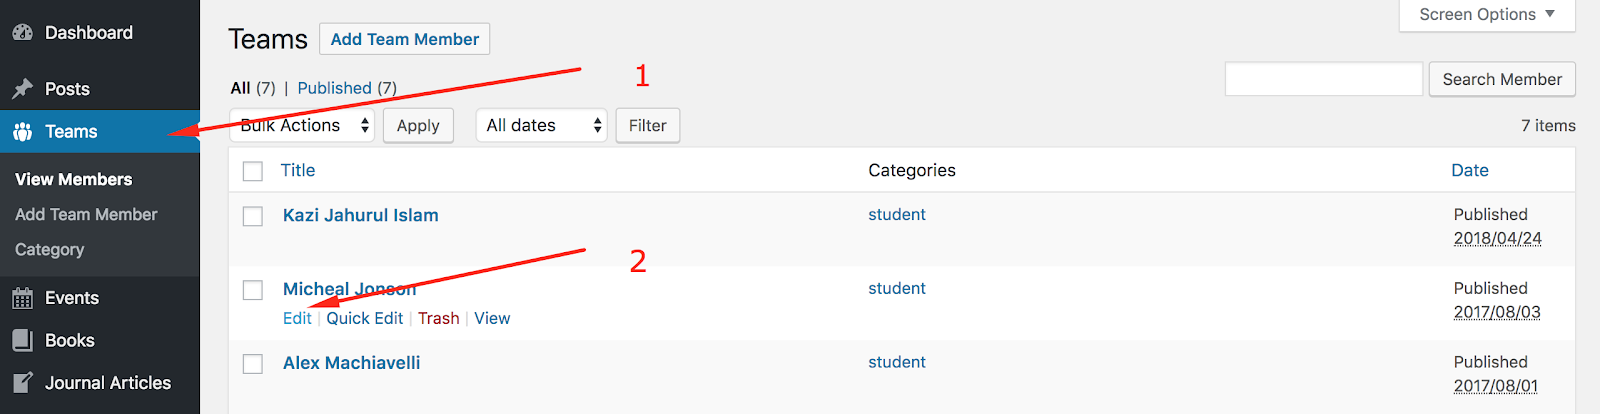 Dashboard
Posts
Teams
View Members
Add Team Member
Category
Events
Books
Journal Articles
Screen Options ▼
Teams Add Team Member
1
All (7) | Published (7)
Search Member
Bulk Actions Apply All dates Filter
7 items
Title Categories Date
Kazi Jahurul Islam student Published
2018/04/24
2
Micheal Jonson student Published
Edit | Quick Edit | Trash | View 2017/08/03
Alex Machiavelli student Published
2017/08/01